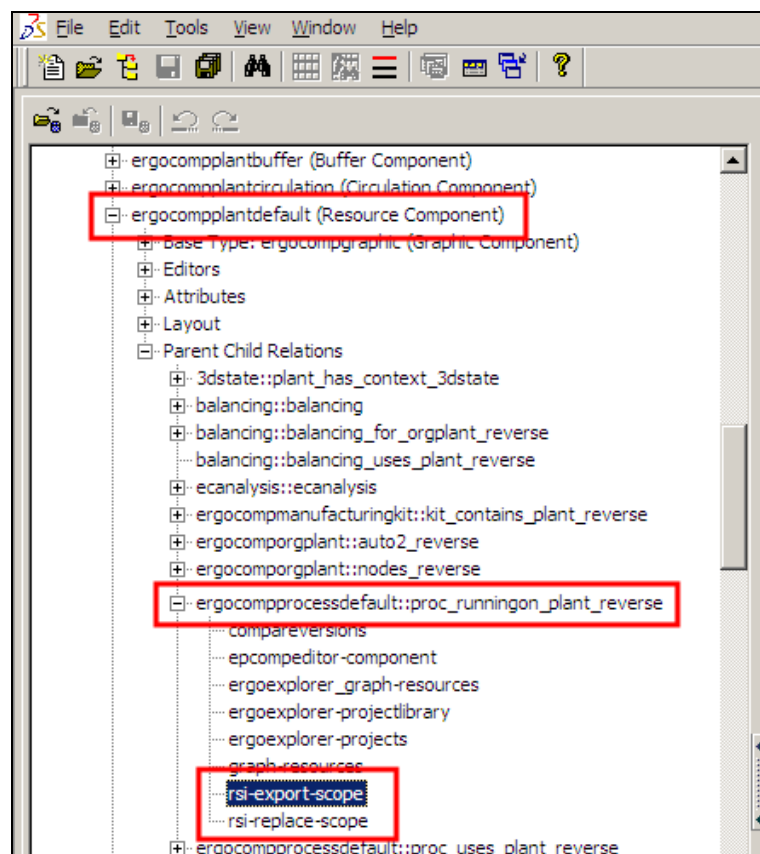 File Edit Tools View Window Help
ergocompplantbuffer (Buffer Component)
ergocompplantcirculation (Circulation Component)
ergocompplantdefault (Resource Component)
Base Type: ergocompgraphic (Graphic Component)
Editors
Attributes
Layout
Parent Child Relations
3dstate::plant_has_context_3dstate
balancing::balancing
balancing::balancing_for_orgplant_reverse
balancing::balancing_uses_plant_reverse
ecanalysis::ecanalysis
ergocompmanufacturingkit::kit_contains_plant_reverse
ergocomporgplant::auto2_reverse
ergocomporgplant::nodes_reverse
ergocompprocessdefault::proc_runningon_plant_reverse
compareversions
epcompeditor-component
ergoexplorer_graph-resources
ergoexplorer-projectlibrary
ergoexplorer-projects
graph-resources
rsi-export-scope
rsi-replace-scope
ergocompprocessdefault::proc_uses_plant_reverse